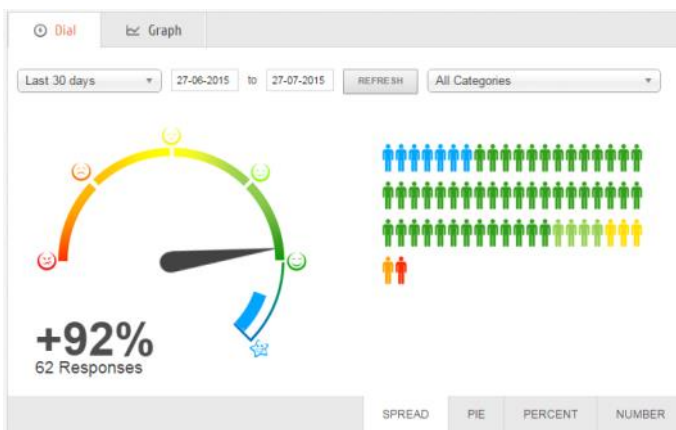 Dial Graph
Last 30 days 27-06-2015 to 27-07-2015 REFRESH All Categories
+92%
62 Responses
SPREAD PIE PERCENT NUMBER